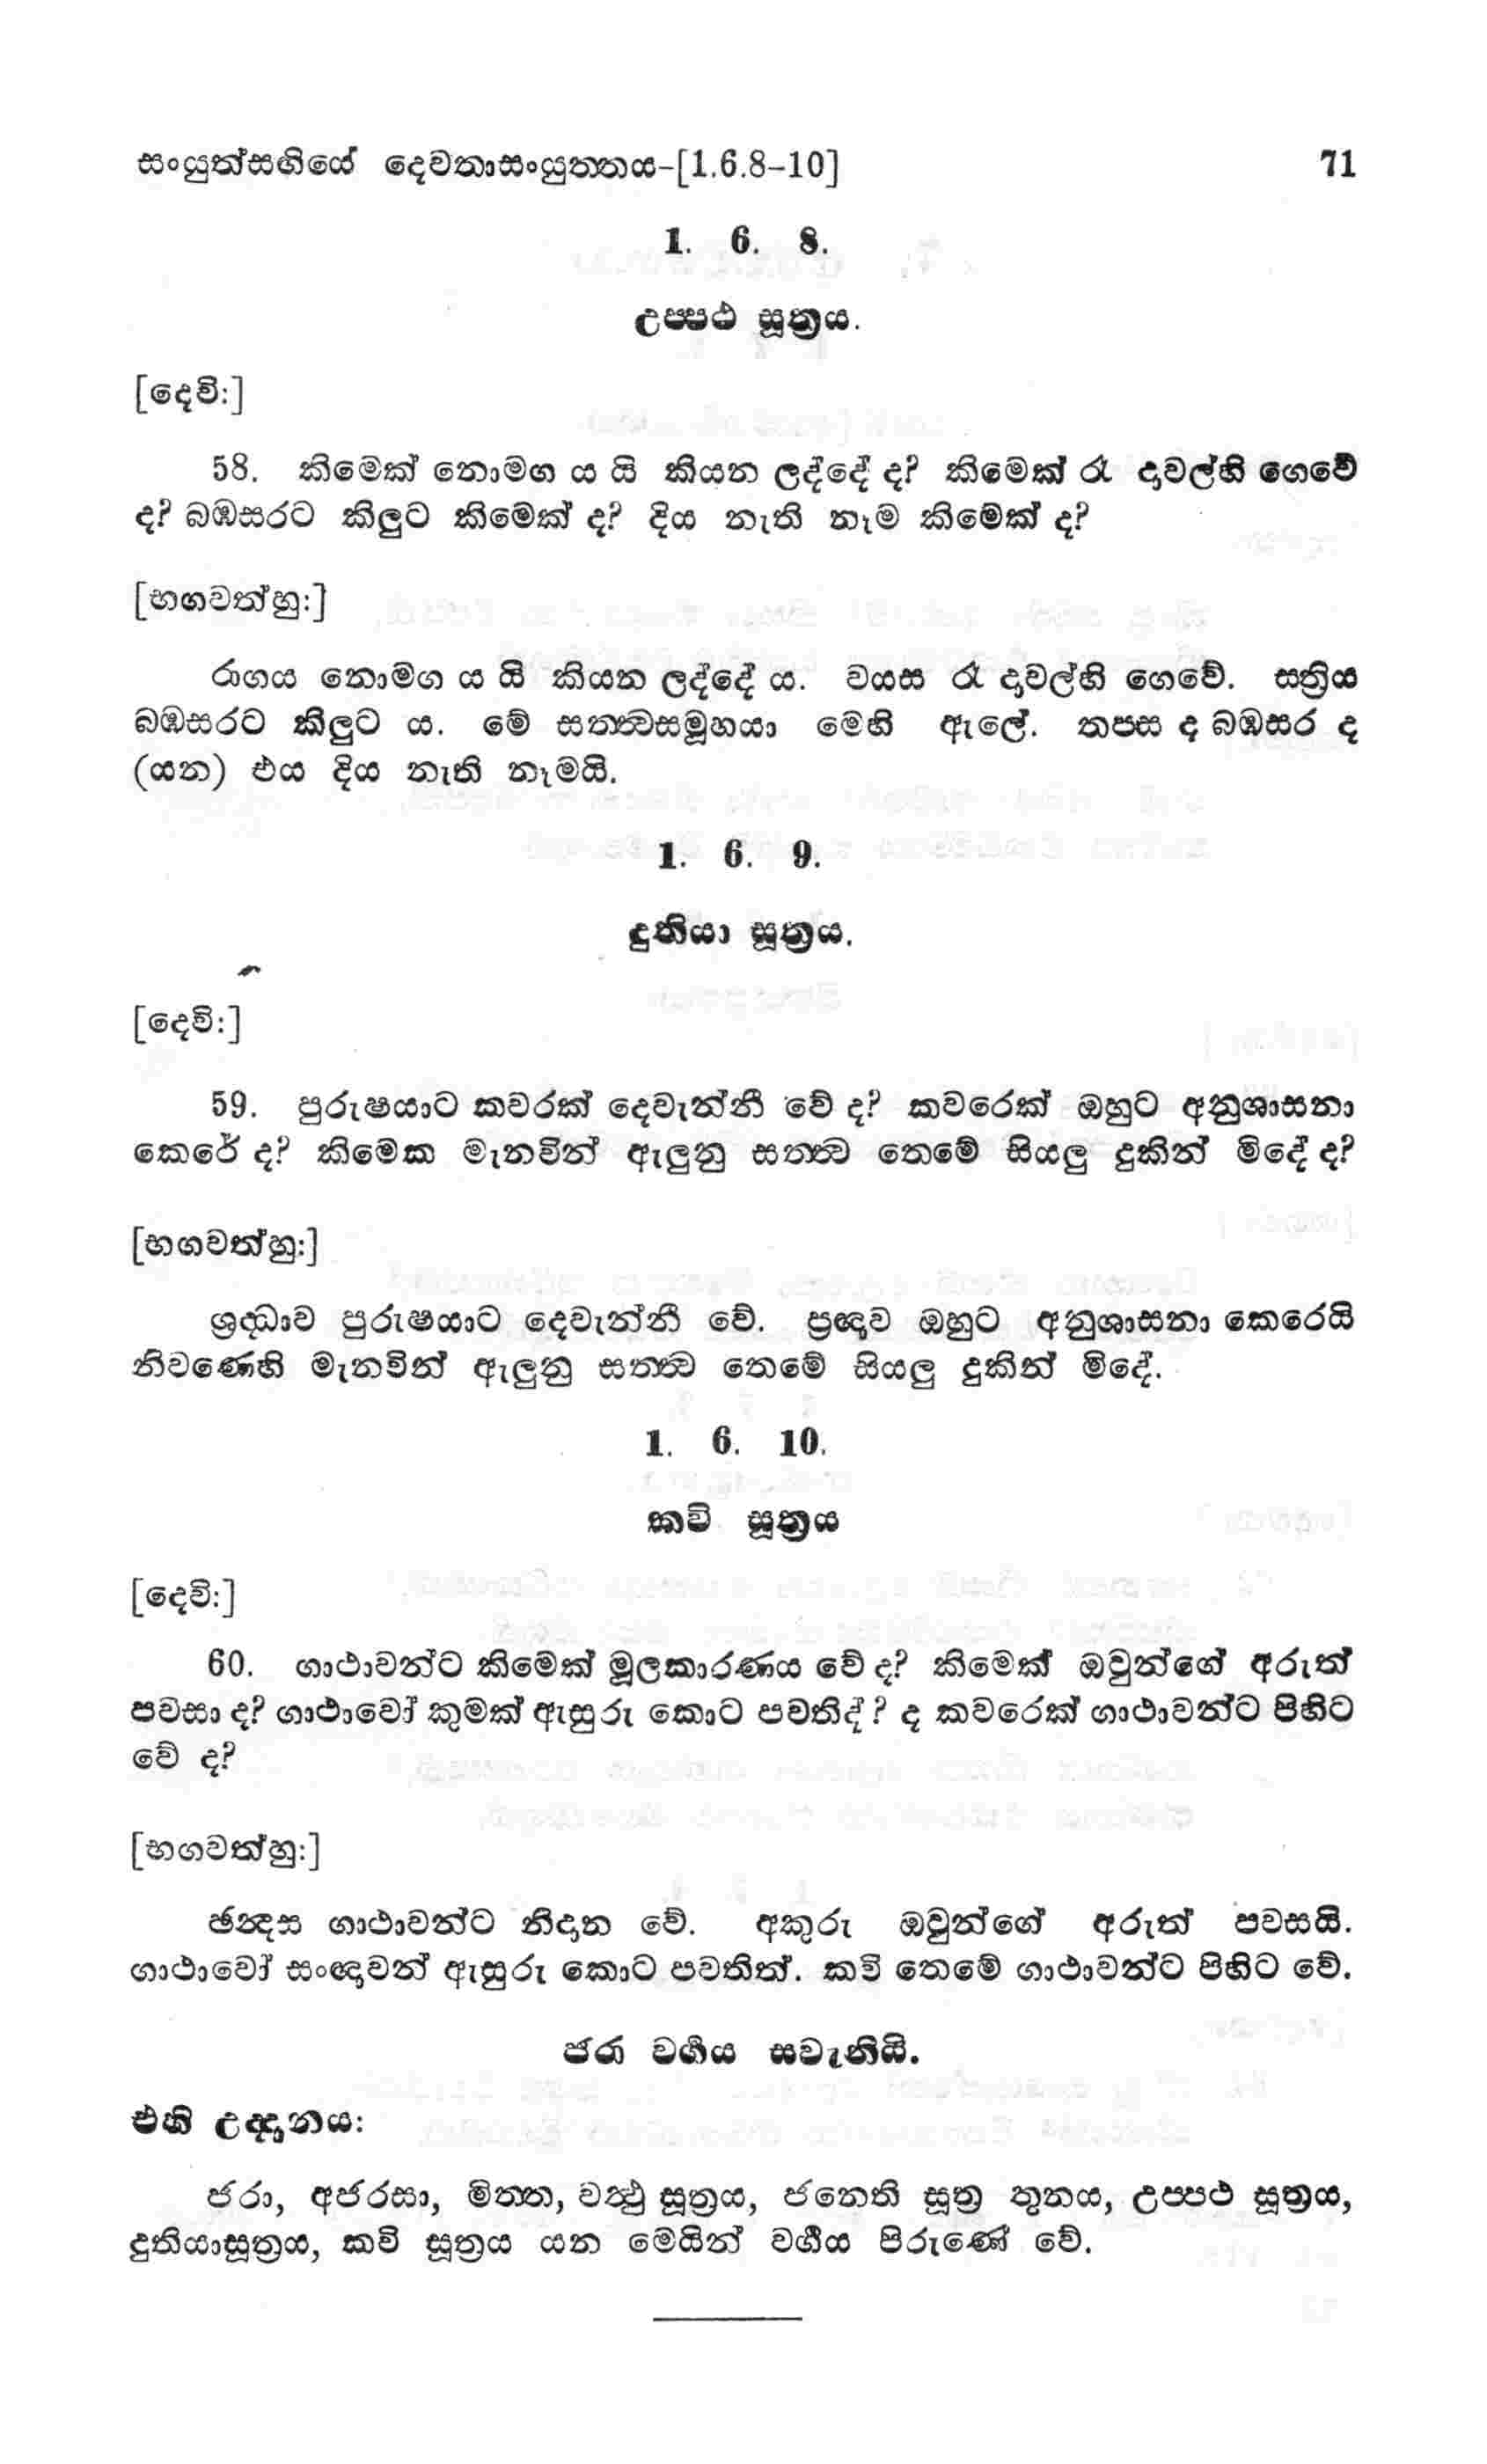 සංයුත්සඟියේ දෙවතාසංයුත්තය-[1.6.8-10] 71
1. 6. 8.
උප්පථ සූත්‍රය.
[දෙවි:]
58. කිමෙක් නොමඟ ය යි කියන ලද්දේ ද? කිමෙක් රෑ දාවල්හි ගෙවේ
ද? බඹසරට කිලුට කිමෙක් ද? දිය නැති නෑම කිමෙක් ද?
[භගවත්හු:]
රාගය නොමග ය යි කියන ලද්දේ ය. වයස රෑ දාවල්හි ගෙවේ. ස්ත්‍රිය
බඹසරට කිලුට ය. මේ සත්ත්වසමූහයා මෙහි ඇලේ. තපස ද බඹසර ද
(යන) එය දිය නැති නෑමයි.
1. 6. 9.
දුතියා සූත්‍රය.
[දෙවි:]
59. පුරුෂයාට කවරක් දෙවැන්නී වේ ද? කවරෙක් ඔහුට අනුශාසනා
කෙරේ ද? කිමෙක මැනවින් ඇලුනු සත්ත්ව තෙමේ සියලු දුකින් මිදේ ද?
[භගවත්හු:]
ශ්‍රද්ධාව පුරුෂයාට දෙවැන්නී වේ. ප්‍රඥාව ඔහුට අනුශාසනා කෙරෙයි
නිවණෙහි මැනවින් ඇලුනු සත්ත්ව තෙමේ සියලු දුකින් මිදේ.
1. 6. 10.
කවි සූත්‍රය
[දෙවි:]
60. ගාථාවන්ට කිමෙක් මූලකාරණය වේ ද? කිමෙක් ඔවුන්ගේ අරුත්
පවසා ද? ගාථාවෝ කුමක් ඇසුරු කොට පවතිද්? ද කවරෙක් ගාථාවන්ට පිහිට
වේ ද?
[භගවත්හු:]
ඡන්දස ගාථාවන්ට නිදාන වේ. අකුරු ඔවුන්ගේ අරුත් පවසයි.
ගාථාවෝ සංඥාවන් ඇසුරු කොට පවතිත්. කවි තෙමේ ගාථාවන්ට පිහිට වේ.
ජරා වර්ගය සවැනියි.
එහි උද්දානය:
ජරා, අජරසා, මිත්ත, වත්ථු සූත්‍රය, ජනෙති සූත්‍ර තුනය, උප්පථ සූත්‍රය,
දුතියාසූත්‍රය, කවි සූත්‍රය යන මෙයින් වර්ගය පිරුණේ වේ.